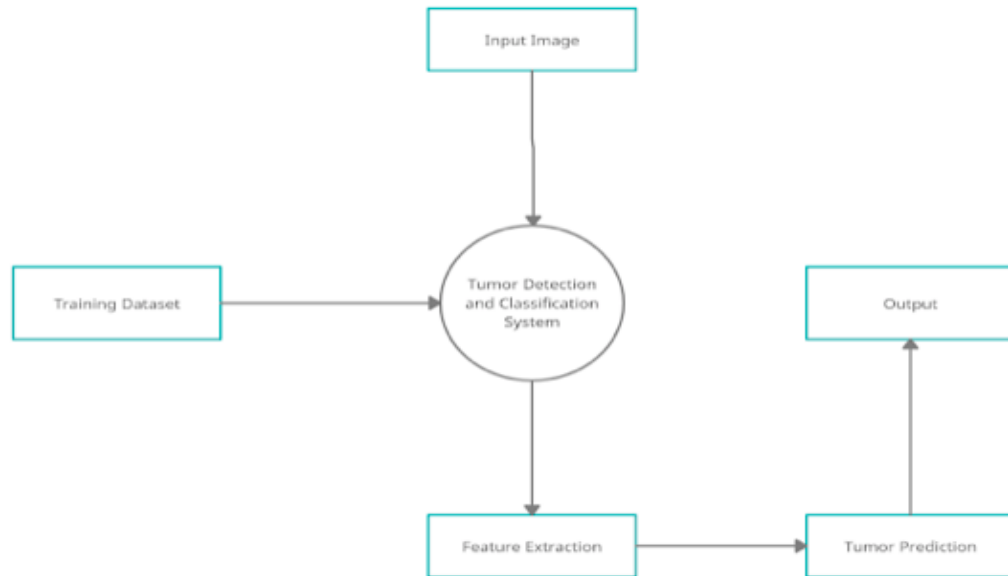 Input Image
Training Dataset
Tumor Detection
and Classification
System
Output
Feature Extraction
Tumor Prediction